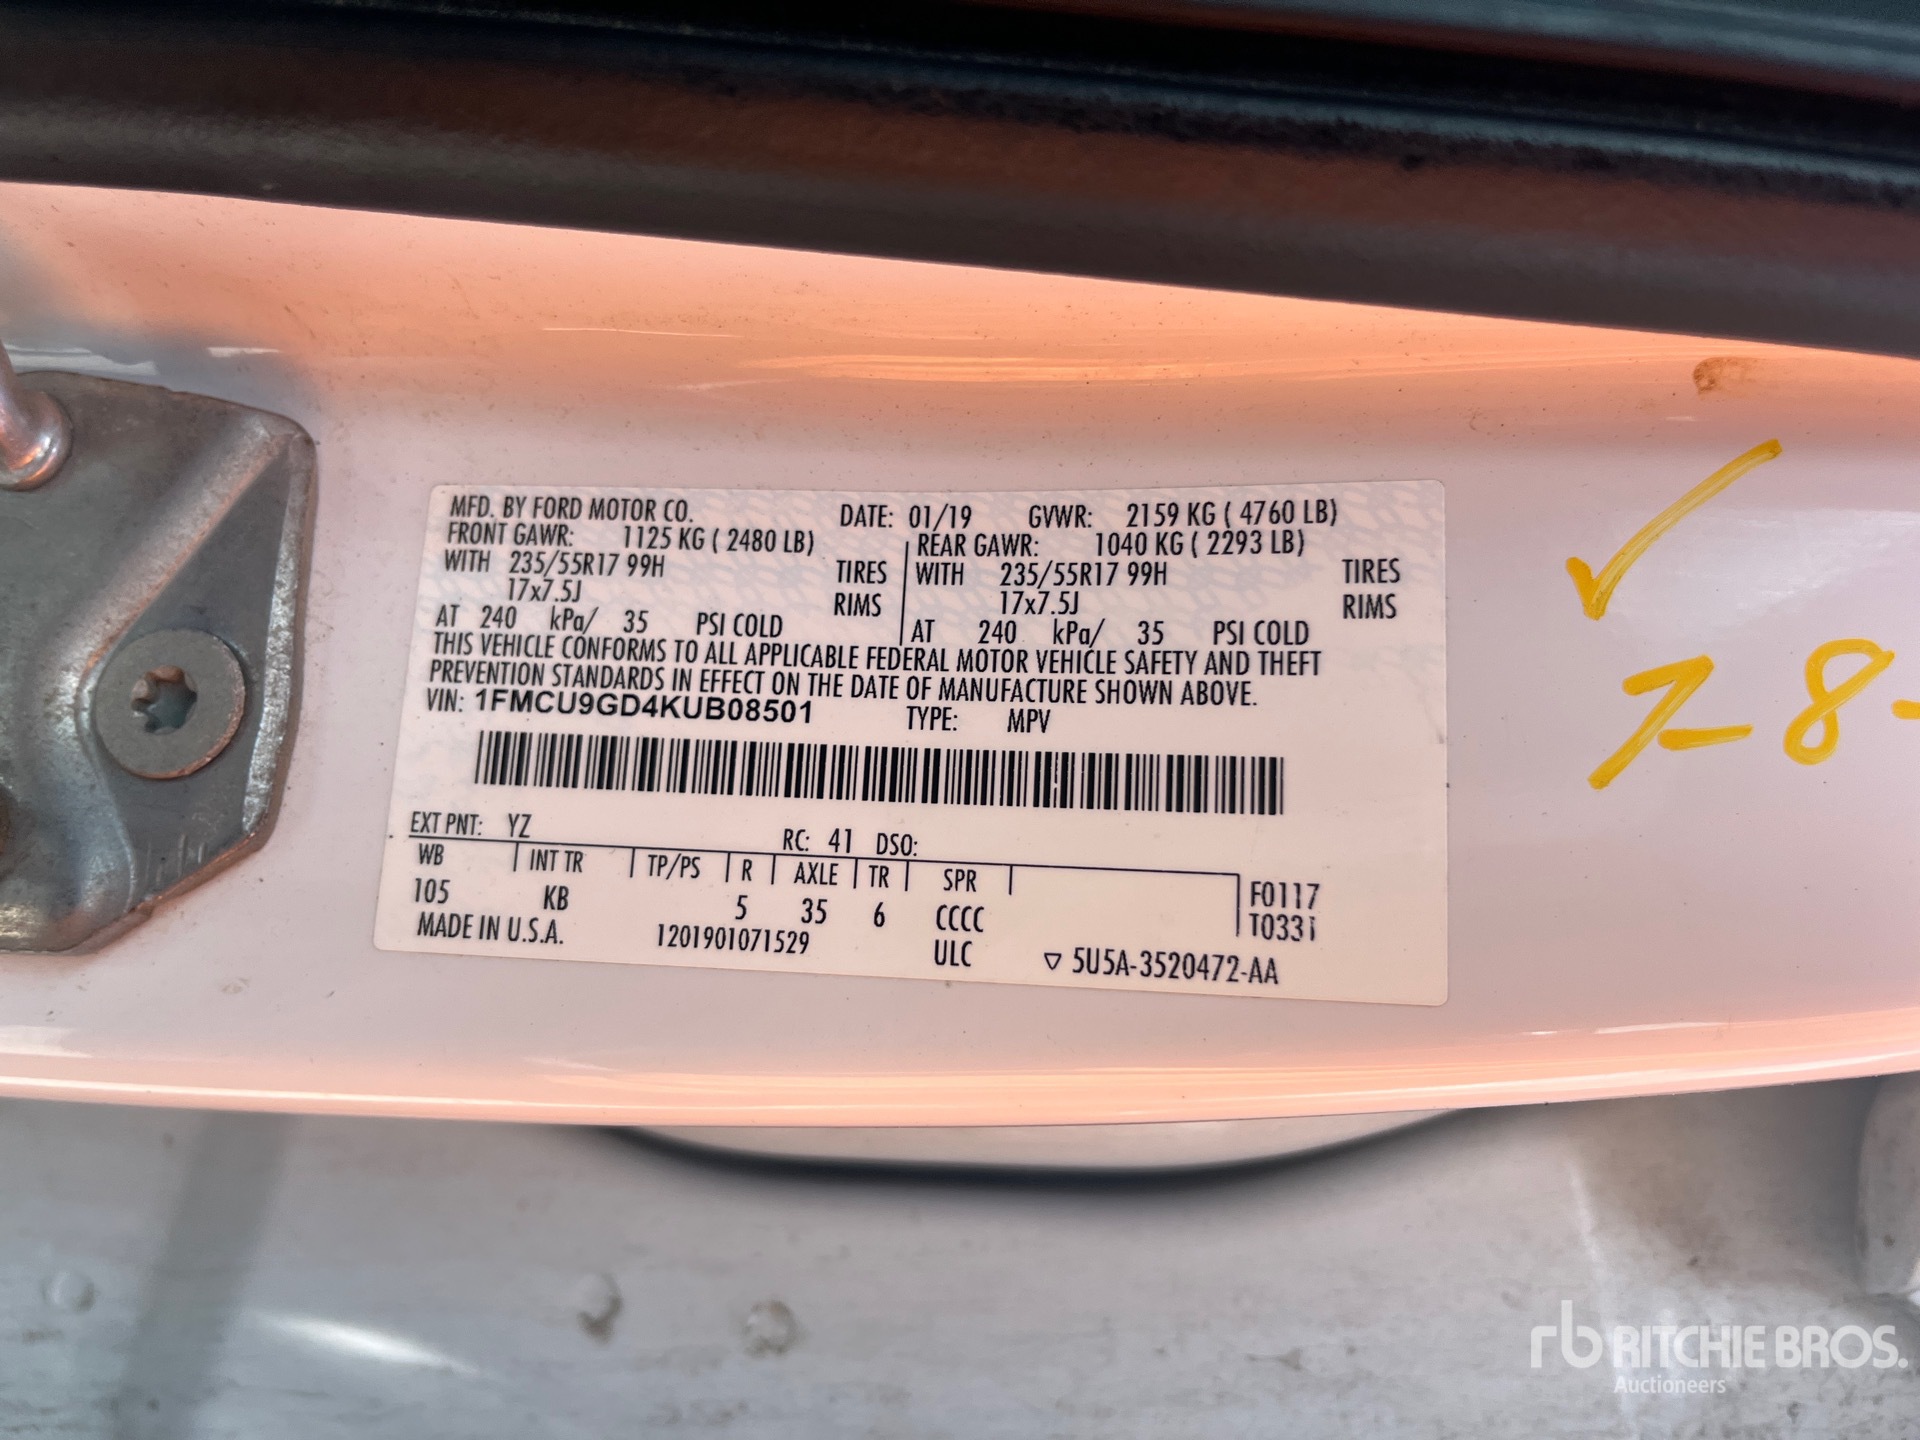 MFD. BY FORD MOTOR CO. DATE: 01/19 GVWR: 2159 KG ( 4760 LB)
FRONT GAWR: 1125 KG ( 2480 LB) REAR GAWR: 1040 KG ( 2293 LB)
WITH 235/55R17 99H TIRES WITH 235/55R17 99H TIRES
17x7.5J RIMS 17x7.5J RIMS
AT 240 kPa/ 35 PSI COLD AT 240 kPa/ 35 PSI COLD
THIS VEHICLE CONFORMS TO ALL APPLICABLE FEDERAL MOTOR VEHICLE SAFETY AND THEFT
PREVENTION STANDARDS IN EFFECT ON THE DATE OF MANUFACTURE SHOWN ABOVE.
VIN: 1FMCU9GD4KUB08501 TYPE: MPV
EXT PNT: YZ RC: 41 DSO:
WB INT TR TP/PS R AXLE TR SPR F0117
105 KB 5 35 6 CCCC T0331
MADE IN U.S.A. 1201901071529 ULC ▽ 5U5A-3520472-AA
rb RITCHIE BROS.
Auctioneers